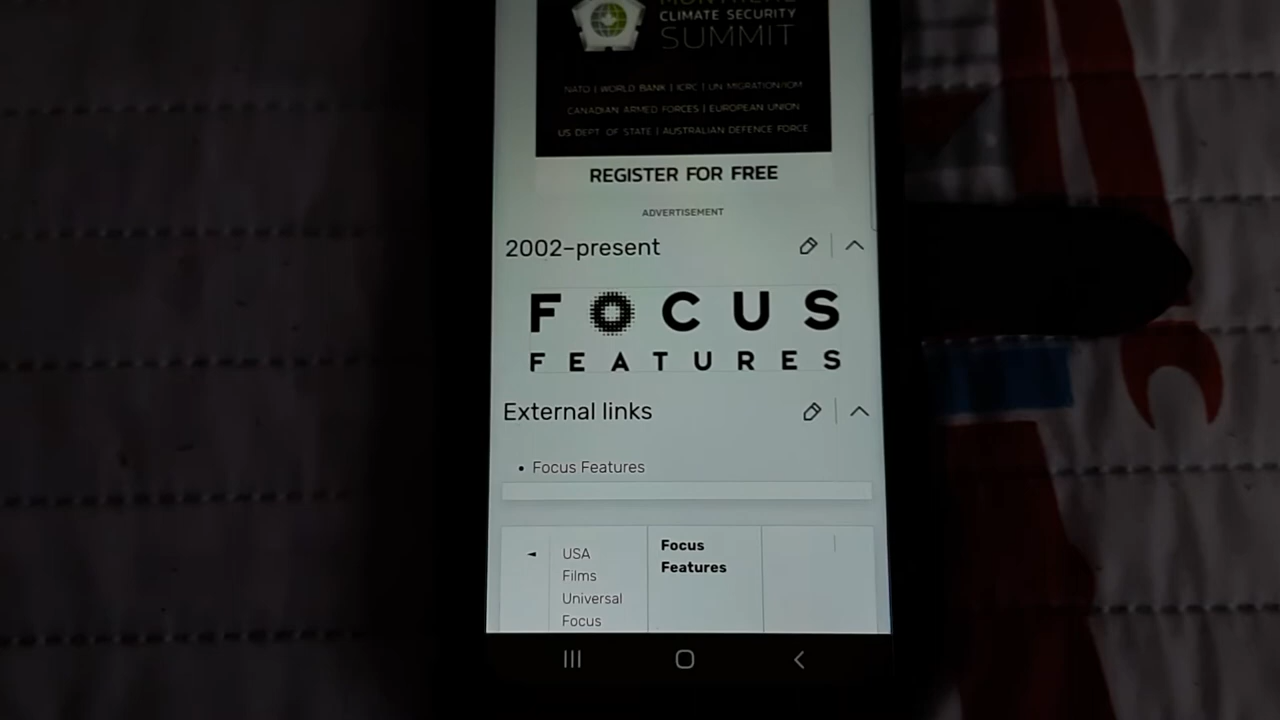 CLIMATE SECURITY
SUMMIT
NATO | WORLD BANK | ICRC | UN MIGRATION/IOM
CANADIAN ARMED FORCES | EUROPEAN UNION
US DEPT. OF STATE | AUSTRALIAN DEFENCE FORCE
REGISTER FOR FREE
ADVERTISEMENT
2002–present
FOCUS
FEATURES
External links
• Focus Features
USA
Films
Universal
Focus
Focus
Features